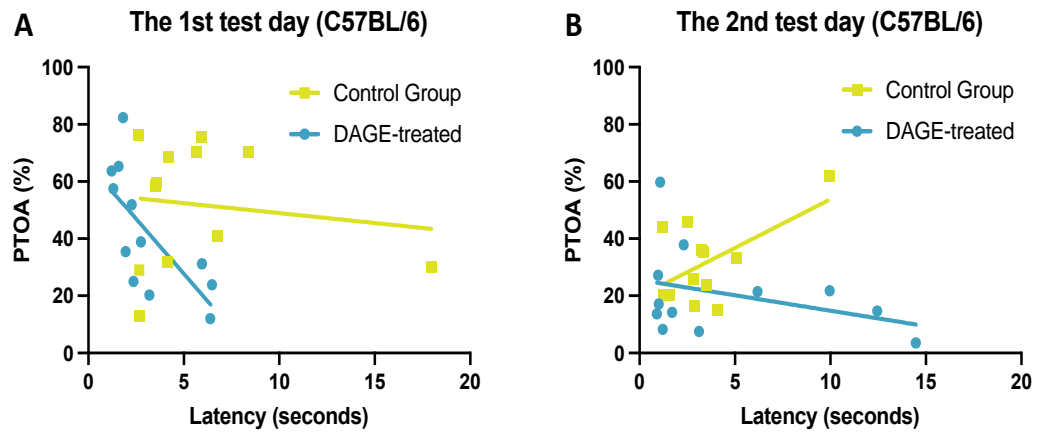 A
The 1st test day (C57BL/6)
100
80
60
40
20
0
PTOA (%)
Control Group
DAGE-treated
0 5 10 15 20
Latency (seconds)
B
The 2nd test day (C57BL/6)
100
80
60
40
20
0
PTOA (%)
Control Group
DAGE-treated
0 5 10 15 20
Latency (seconds)